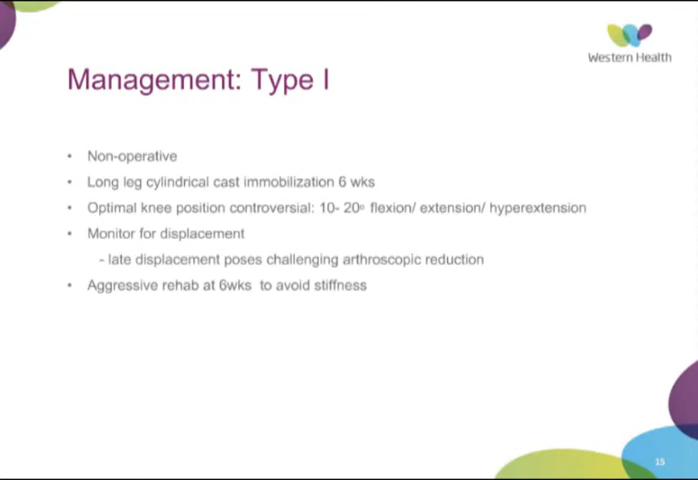 Western Health
Management: Type I
• Non-operative
• Long leg cylindrical cast immobilization 6 wks
• Optimal knee position controversial: 10- 20° flexion/ extension/ hyperextension
• Monitor for displacement
- late displacement poses challenging arthroscopic reduction
• Aggressive rehab at 6wks to avoid stiffness
15